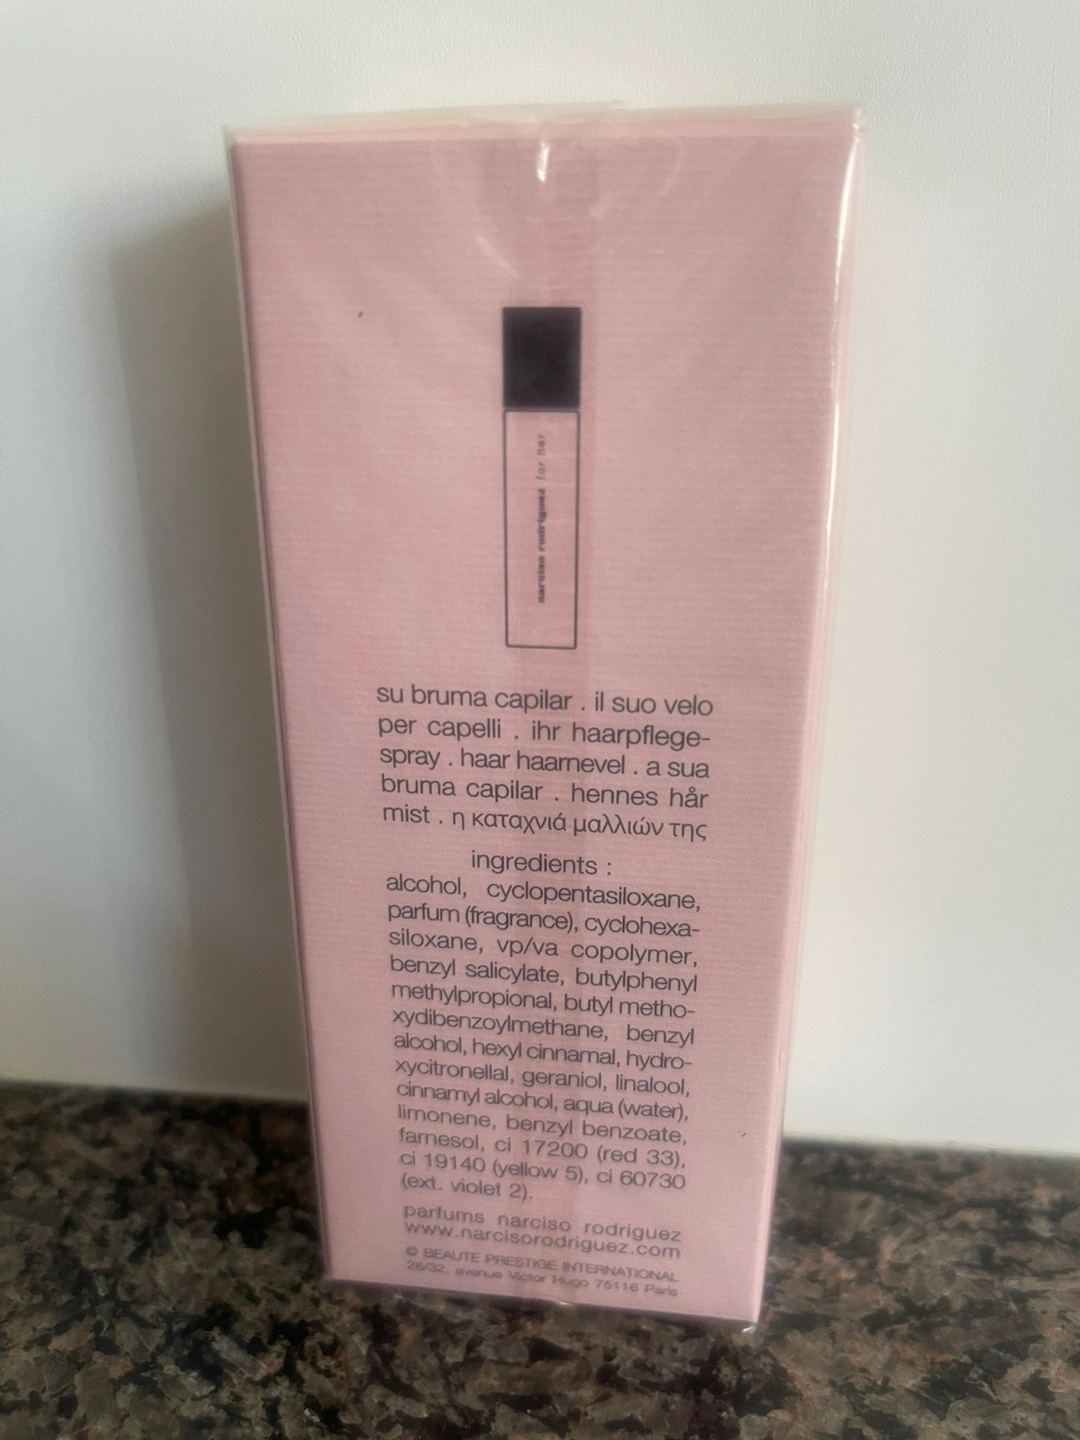 narciso rodriguez for her
su bruma capilar . il suo velo
per capelli . ihr haarpflege-
spray . haar haarnevel . a sua
bruma capilar . hennes hår
mist . η καταχνιά μαλλιών της
ingredients :
alcohol, cyclopentasiloxane,
parfum (fragrance), cyclohexa-
siloxane, vp/va copolymer,
benzyl salicylate, butylphenyl
methylpropional, butyl metho-
xydibenzoylmethane, benzyl
alcohol, hexyl cinnamal, hydro-
xycitronellal, geraniol, linalool,
cinnamyl alcohol, aqua (water),
limonene, benzyl benzoate,
farnesol, ci 17200 (red 33),
ci 19140 (yellow 5), ci 60730
(ext. violet 2).
parfums narciso rodriguez
www.narcisorodriguez.com
© BEAUTE PRESTIGE INTERNATIONAL
28/32, avenue Victor Hugo 75116 Paris